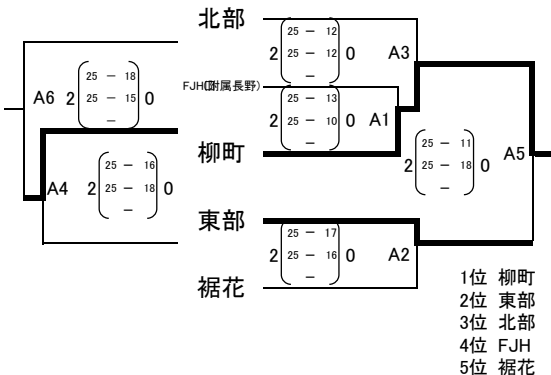 北部
25 － 12
2 25 － 12 0 A3
－
25 － 18
A6 2 25 － 15 0
－
FJH(附属長野)
25 － 13
2 25 － 10 0 A1
－
柳町
25 － 11
2 25 － 18 0 A5
－
25 － 16
A4 2 25 － 18 0
－
東部
25 － 17
2 25 － 16 0 A2
－
裾花
1位 柳町
2位 東部
3位 北部
4位 FJH
5位 裾花